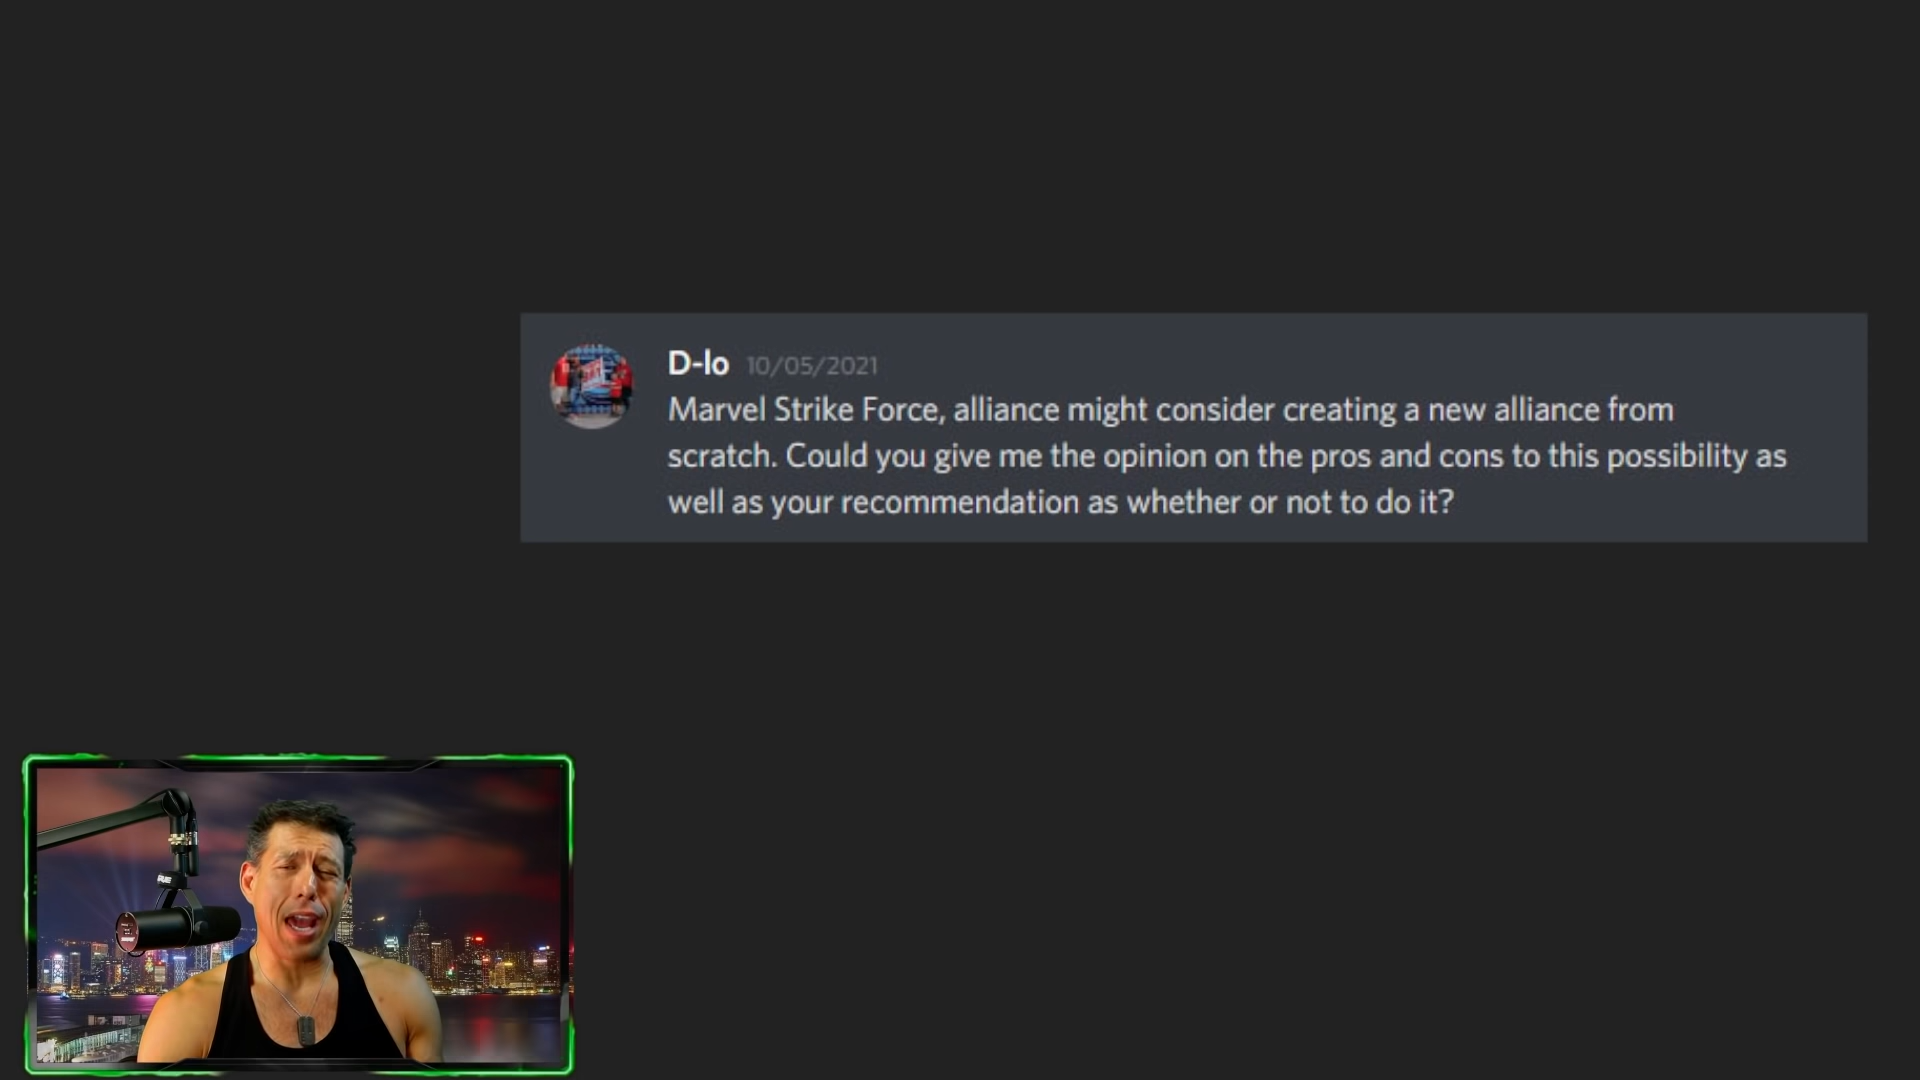 D-lo 10/05/2021
Marvel Strike Force, alliance might consider creating a new alliance from
scratch. Could you give me the opinion on the pros and cons to this possibility as
well as your recommendation as whether or not to do it?